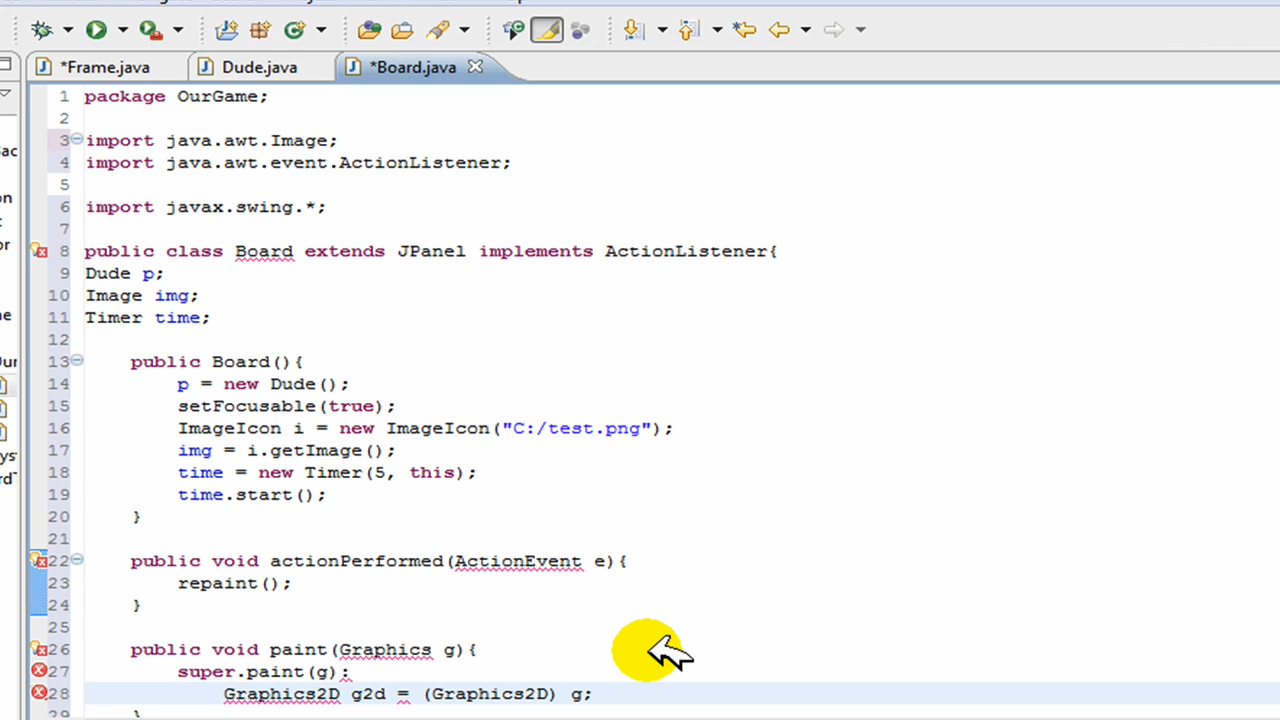 *Frame.java Dude.java *Board.java
1 package OurGame;
2
3 import java.awt.Image;
4 import java.awt.event.ActionListener;
5
6 import javax.swing.*;
7
8 public class Board extends JPanel implements ActionListener{
9 Dude p;
10 Image img;
11 Timer time;
12
13 public Board(){
14 p = new Dude();
15 setFocusable(true);
16 ImageIcon i = new ImageIcon("C:/test.png");
17 img = i.getImage();
18 time = new Timer(5, this);
19 time.start();
20 }
21
22 public void actionPerformed(ActionEvent e){
23 repaint();
24 }
25
26 public void paint(Graphics g){
27 super.paint(g):
28 Graphics2D g2d = (Graphics2D) g;
29 }